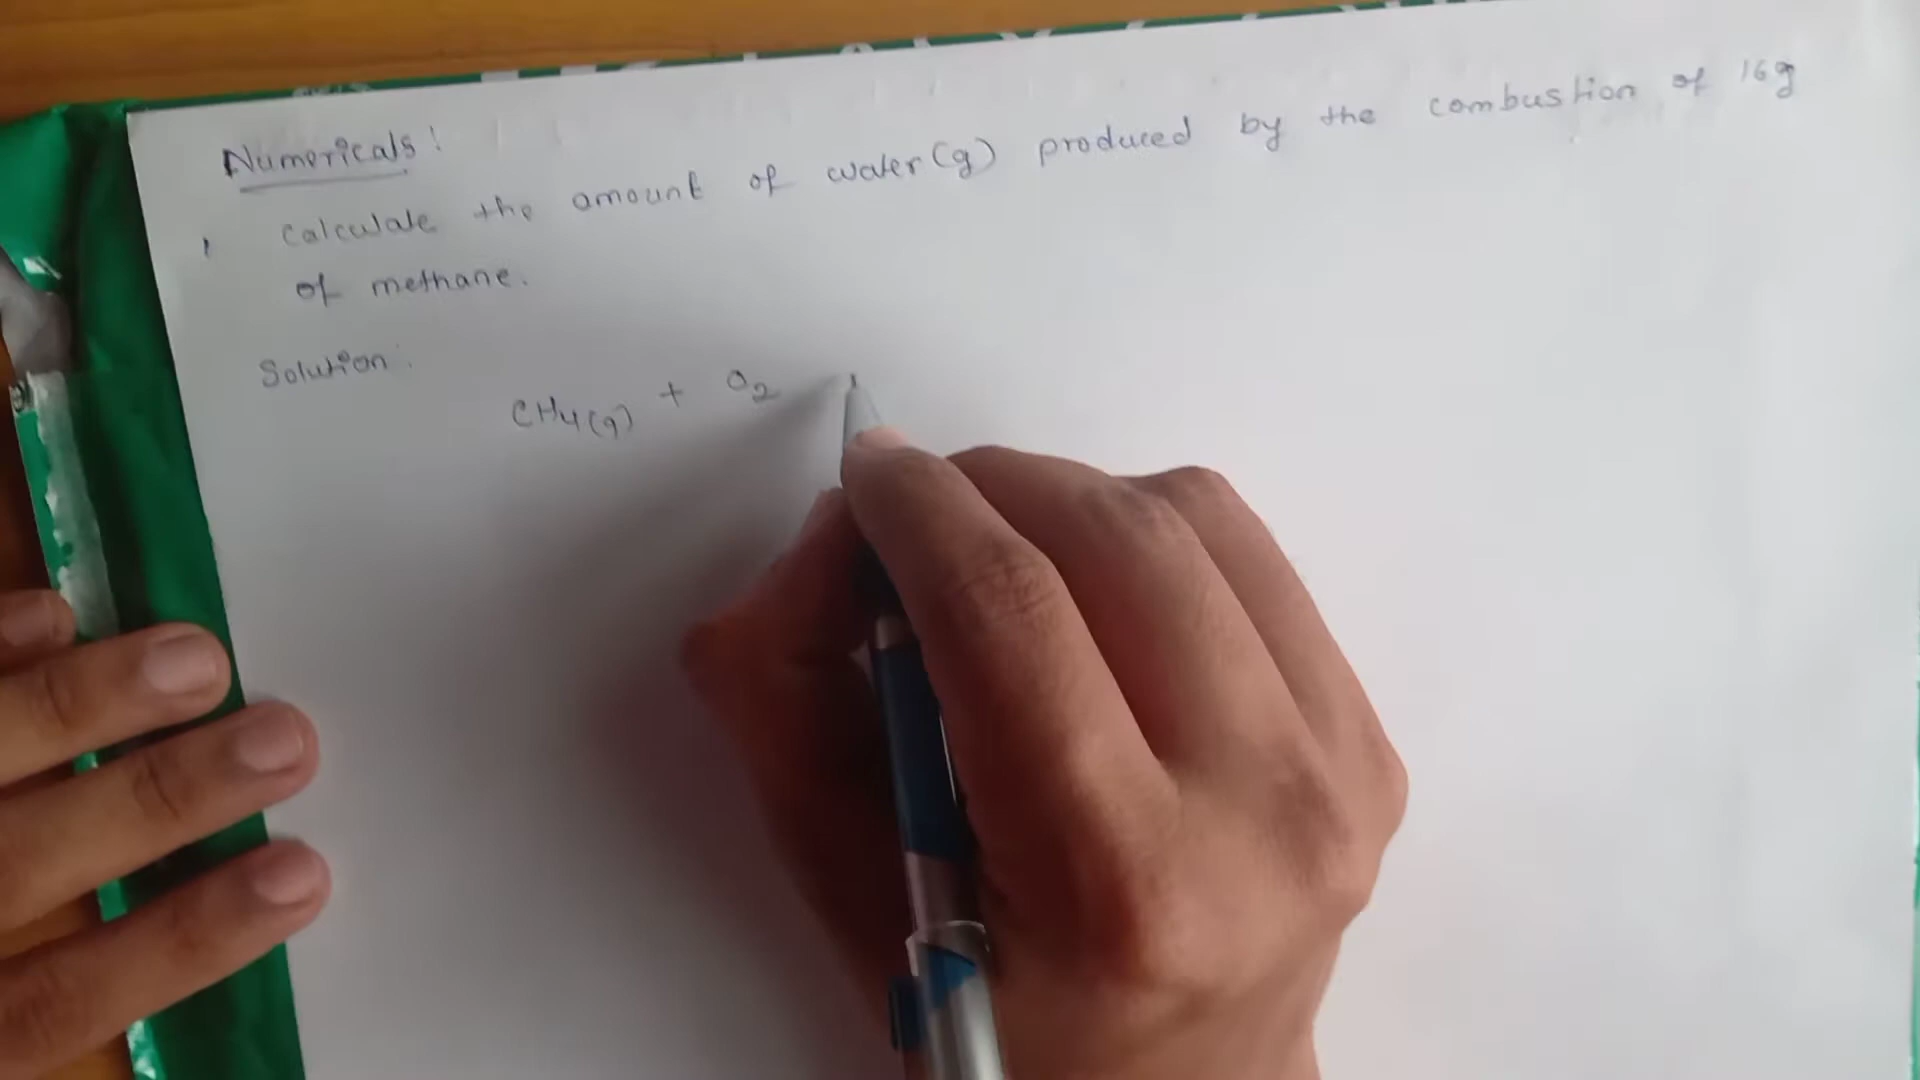 Numericals!
1 Calculate the amount of water(g) produced by the combustion of 16g
of methane.
Solution:
CH4(g) + O2